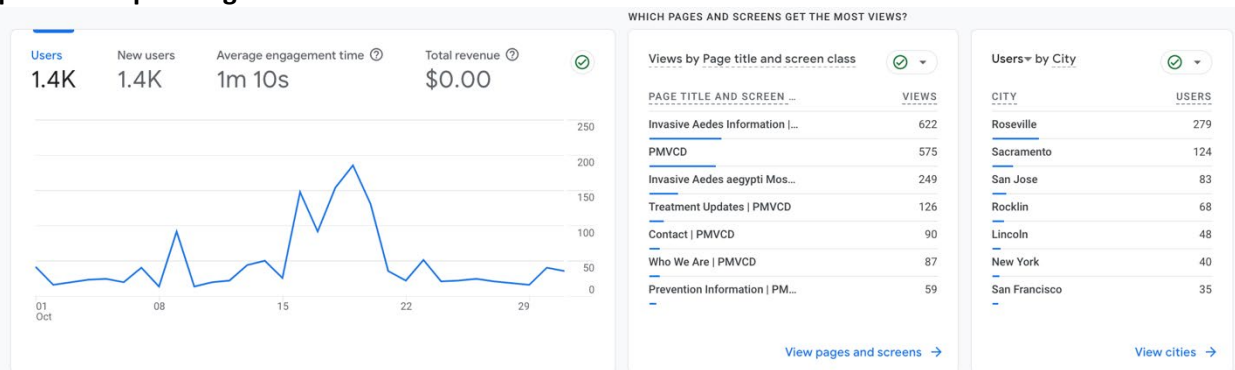 WHICH PAGES AND SCREENS GET THE MOST VIEWS?
Users New users Average engagement time Total revenue
1.4K 1.4K 1m 10s $0.00
250
200
150
100
50
0
01 08 15 22 29
Oct
Views by Page title and screen class
PAGE TITLE AND SCREEN ... VIEWS
Invasive Aedes Information |... 622
PMVCD 575
Invasive Aedes aegypti Mos... 249
Treatment Updates | PMVCD 126
Contact | PMVCD 90
Who We Are | PMVCD 87
Prevention Information | PM... 59
View pages and screens →
Users by City
CITY USERS
Roseville 279
Sacramento 124
San Jose 83
Rocklin 68
Lincoln 48
New York 40
San Francisco 35
View cities →